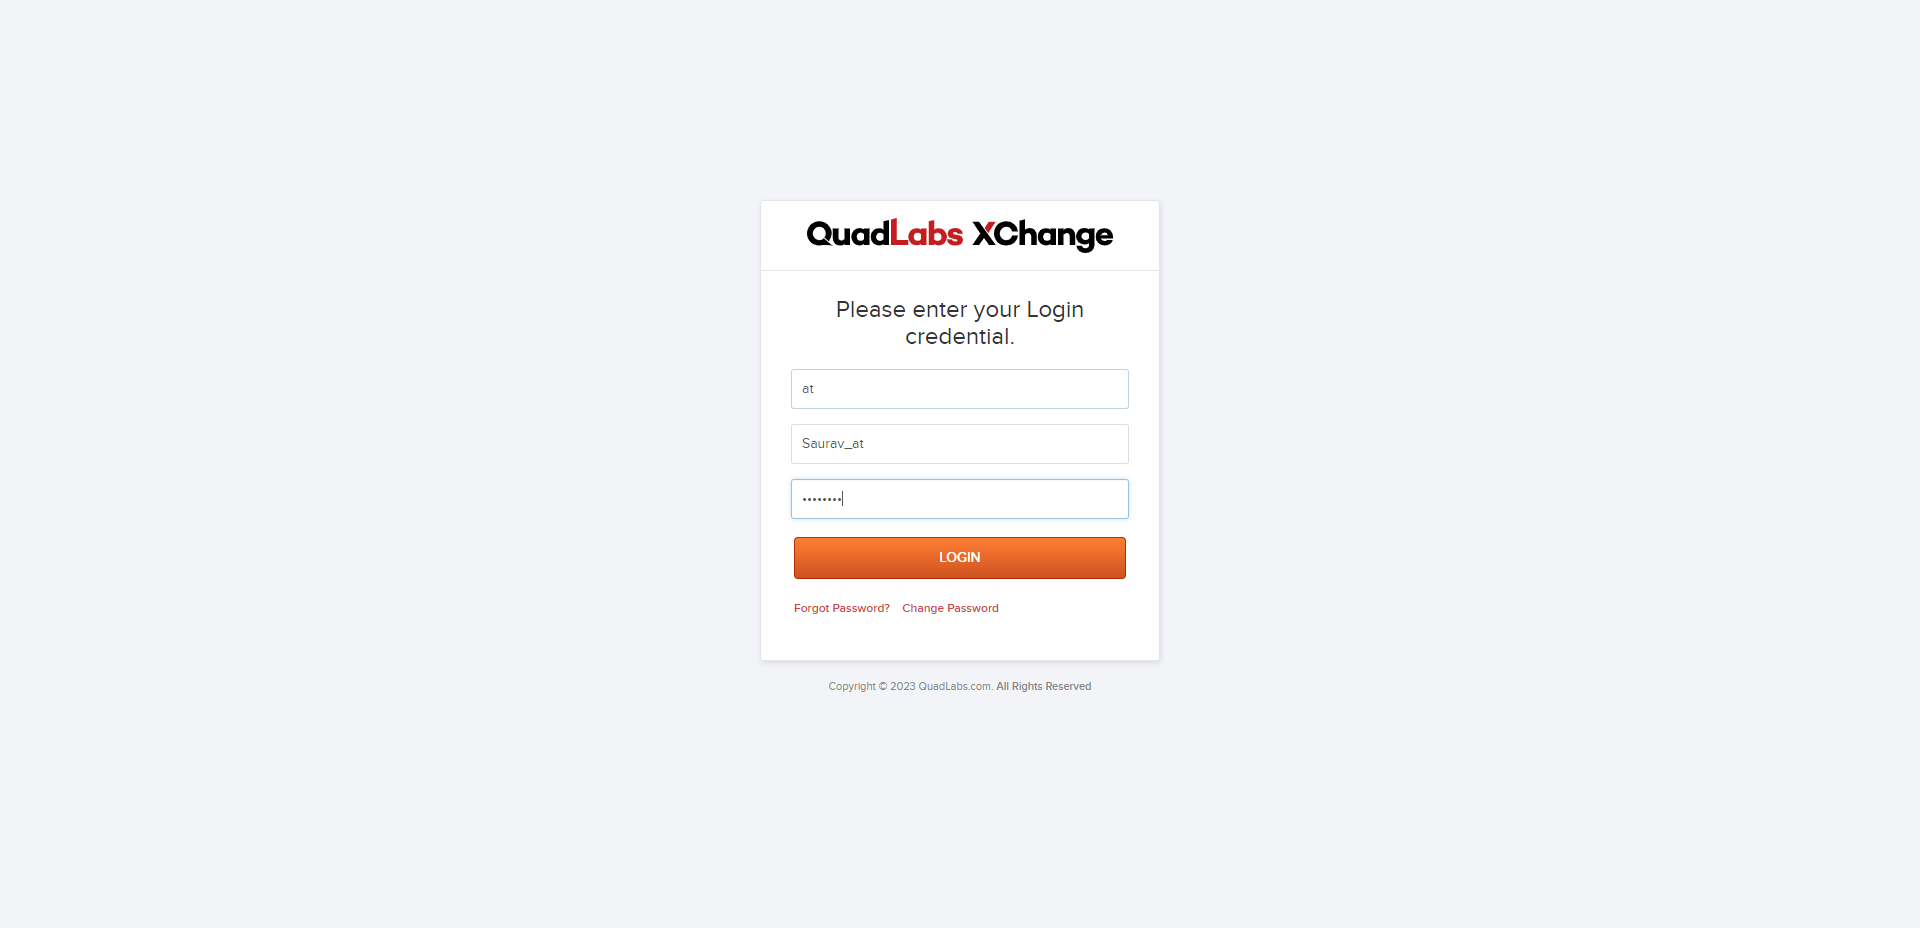 QuadLabs XChange
Please enter your Login
credential.
at
Saurav_at
••••••••
LOGIN
Forgot Password? Change Password
Copyright © 2023 QuadLabs.com. All Rights Reserved